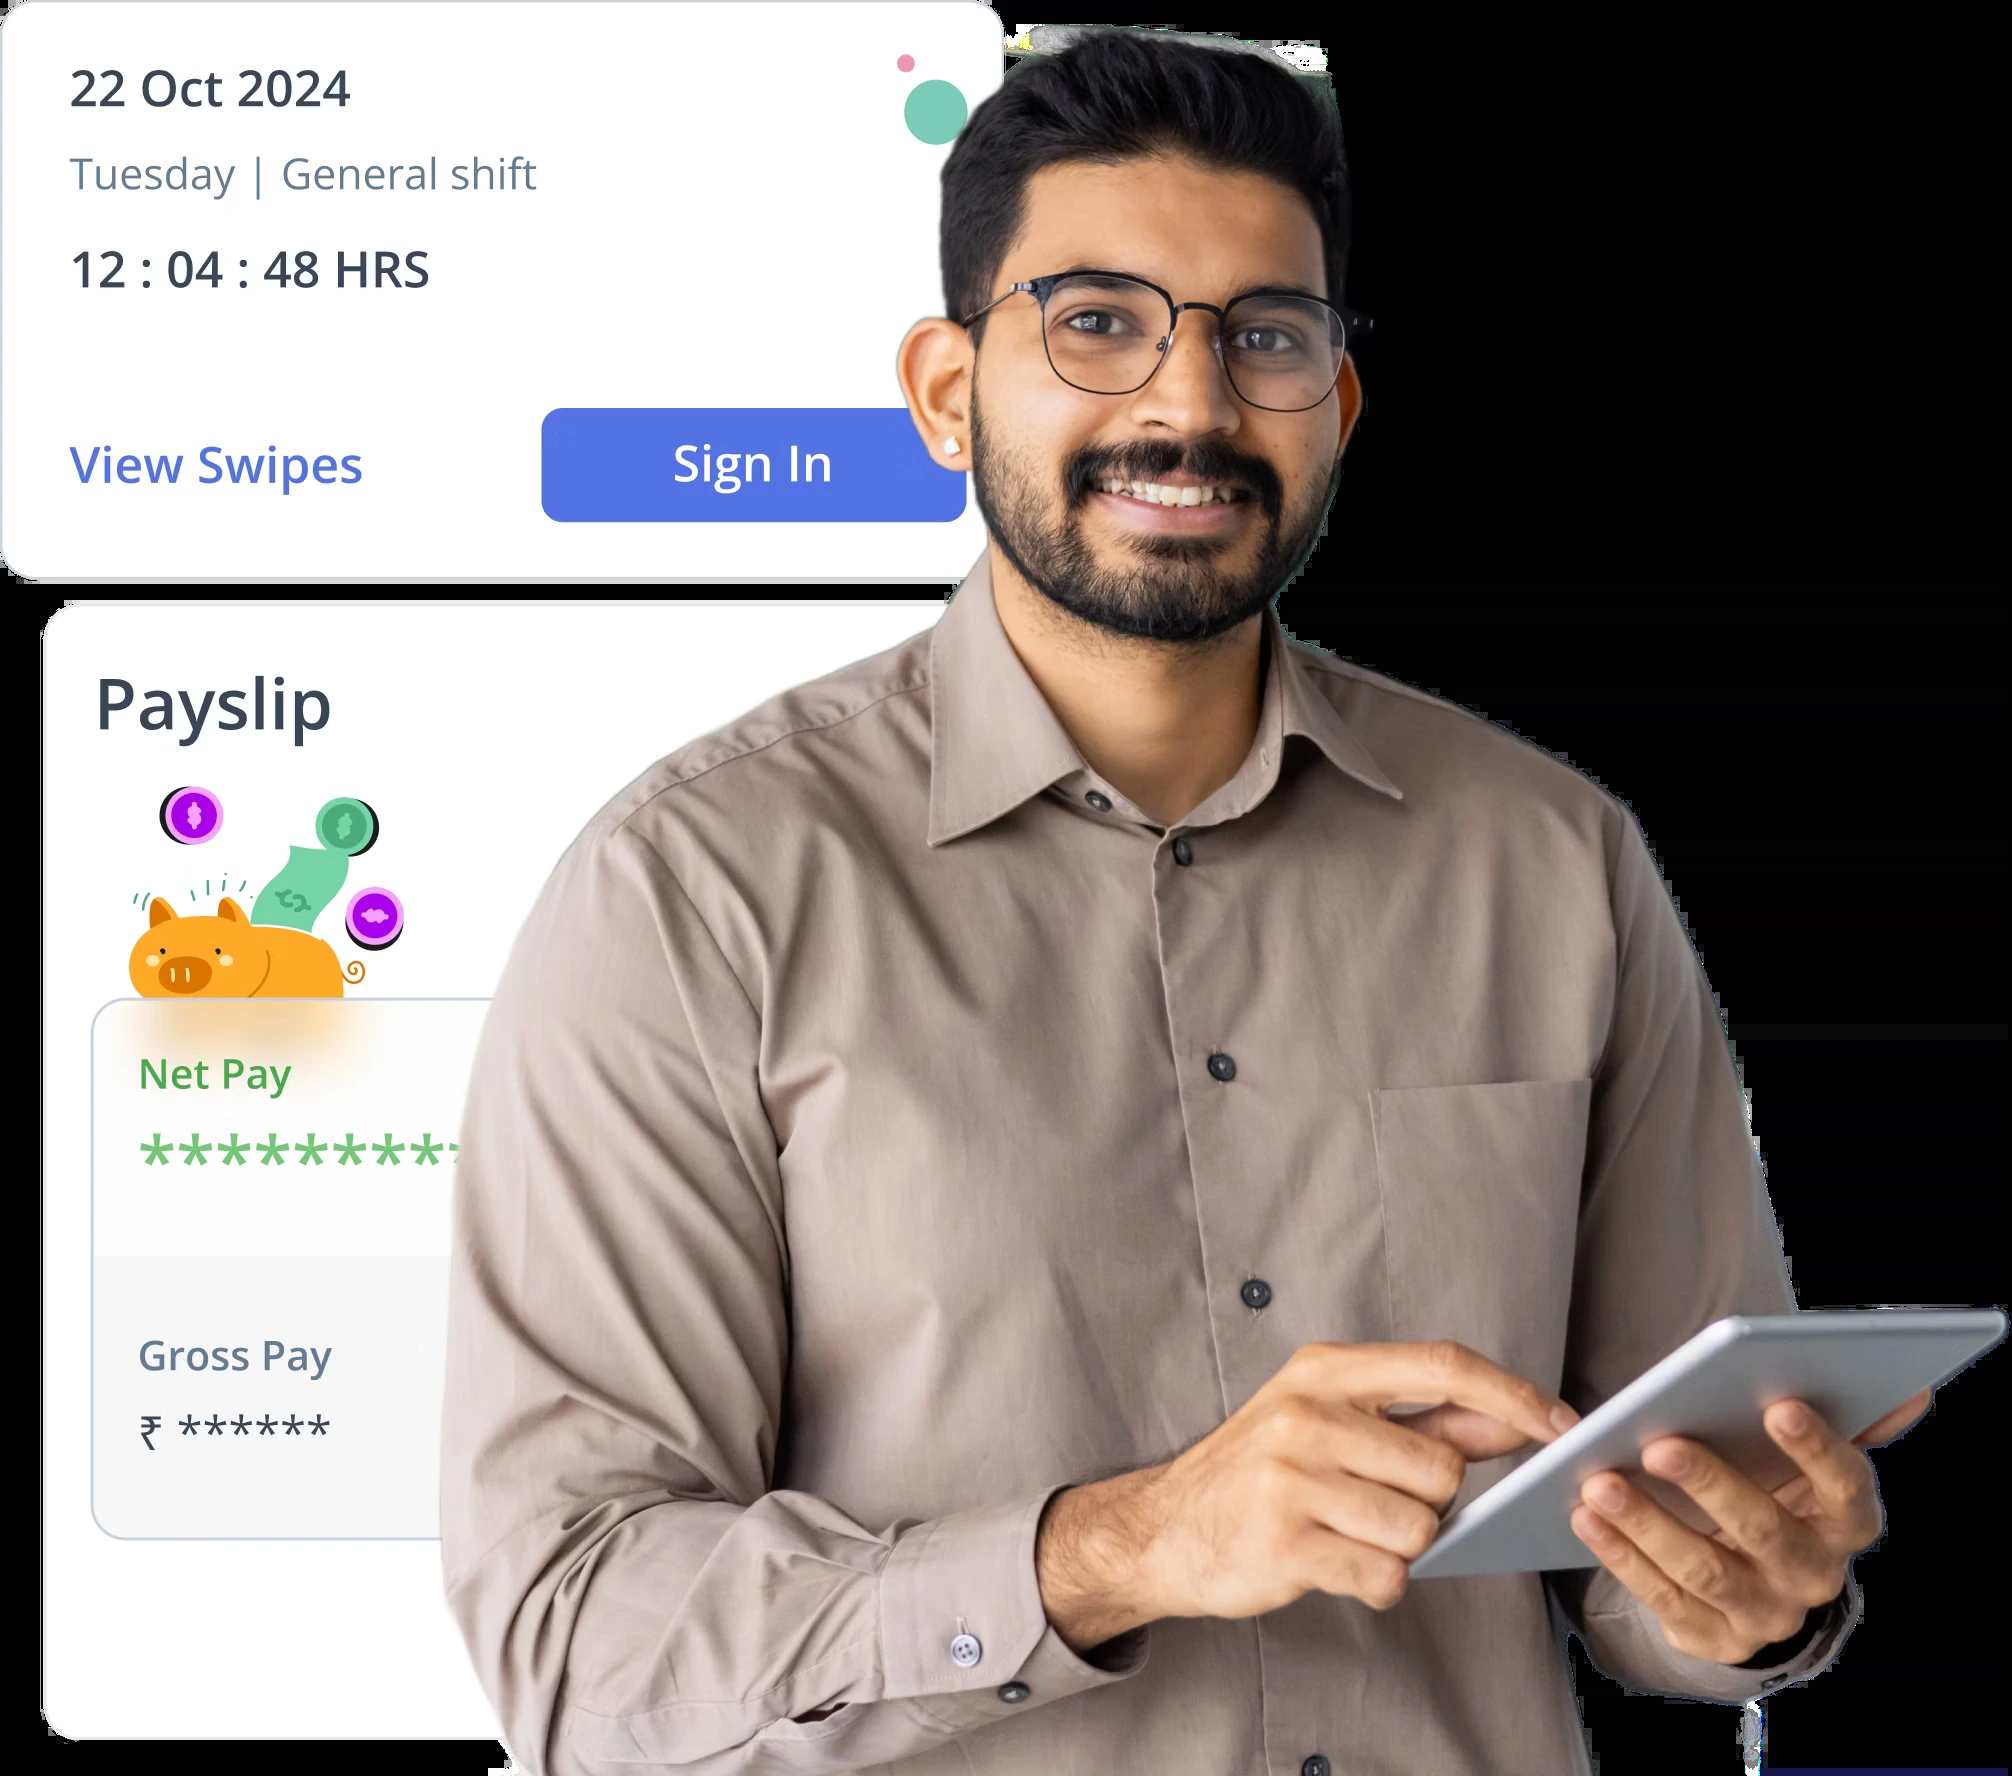 22 Oct 2024
Tuesday | General shift
12 : 04 : 48 HRS
View Swipes
Sign In
Payslip
Net Pay
*********
Gross Pay
₹ ******